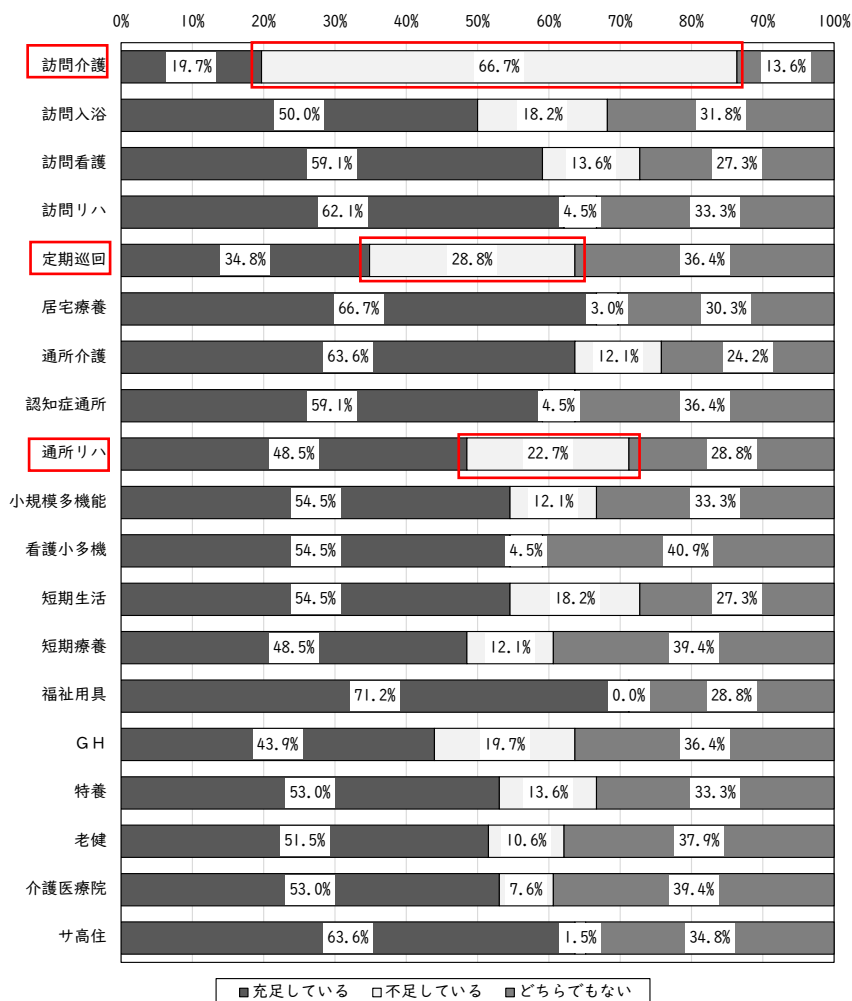 0% 10% 20% 30% 40% 50% 60% 70% 80% 90% 100%
訪問介護 19.7% 66.7% 13.6%
訪問入浴 50.0% 18.2% 31.8%
訪問看護 59.1% 13.6% 27.3%
訪問リハ 62.1% 4.5% 33.3%
定期巡回 34.8% 28.8% 36.4%
居宅療養 66.7% 3.0% 30.3%
通所介護 63.6% 12.1% 24.2%
認知症通所 59.1% 4.5% 36.4%
通所リハ 48.5% 22.7% 28.8%
小規模多機能 54.5% 12.1% 33.3%
看護小多機 54.5% 4.5% 40.9%
短期生活 54.5% 18.2% 27.3%
短期療養 48.5% 12.1% 39.4%
福祉用具 71.2% 0.0% 28.8%
GH 43.9% 19.7% 36.4%
特養 53.0% 13.6% 33.3%
老健 51.5% 10.6% 37.9%
介護医療院 53.0% 7.6% 39.4%
サ高住 63.6% 1.5% 34.8%
■充足している □不足している ■どちらでもない